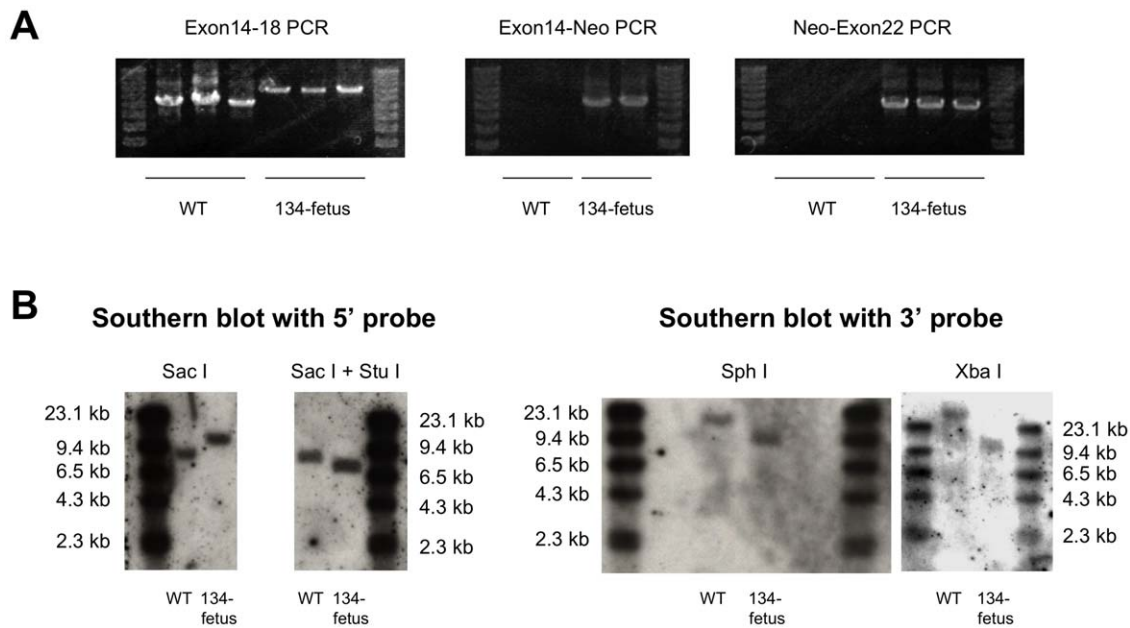 A
Exon14-18 PCR
Exon14-Neo PCR
Neo-Exon22 PCR
WT
134-fetus
WT
134-fetus
WT
134-fetus
B
Southern blot with 5’ probe
Southern blot with 3’ probe
Sac I
Sac I + Stu I
Sph I
Xba I
23.1 kb
9.4 kb
6.5 kb
4.3 kb
2.3 kb
23.1 kb
9.4 kb
6.5 kb
4.3 kb
2.3 kb
23.1 kb
9.4 kb
6.5 kb
4.3 kb
2.3 kb
23.1 kb
9.4 kb
6.5 kb
4.3 kb
2.3 kb
WT
134-
fetus
WT
134-
fetus
WT
134-
fetus
WT
134-
fetus